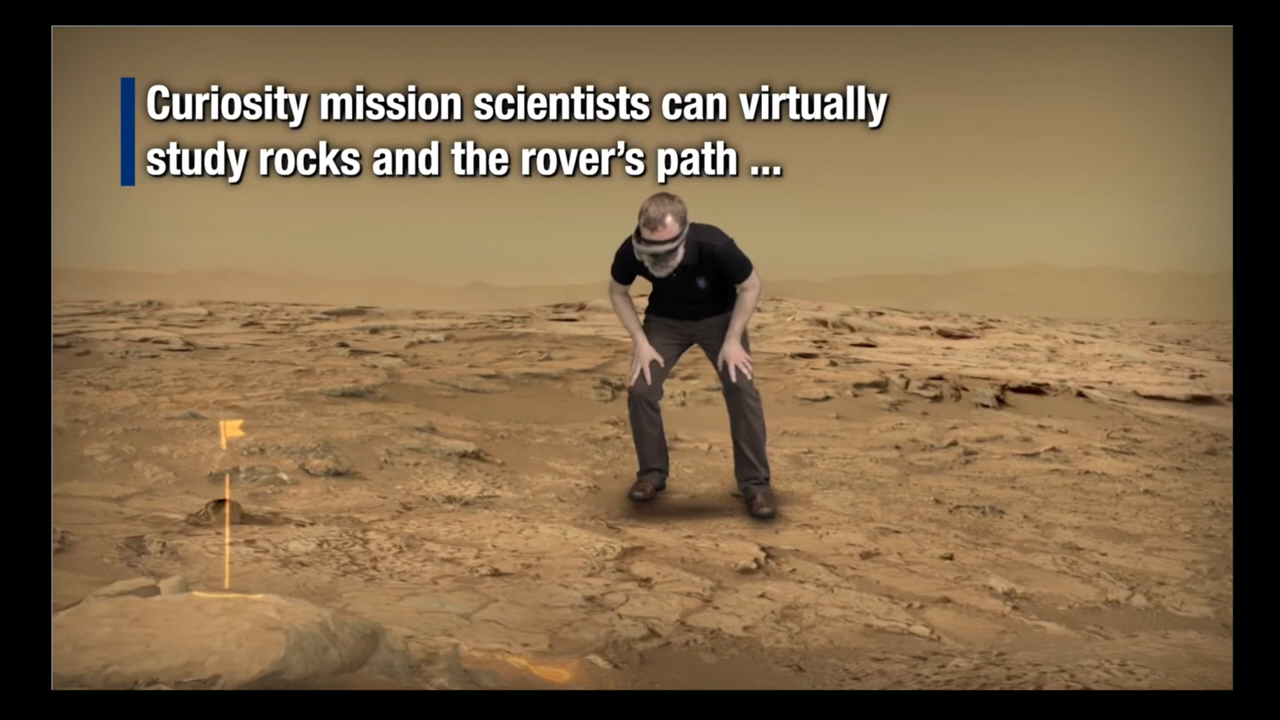 Curiosity mission scientists can virtually
study rocks and the rover’s path ...